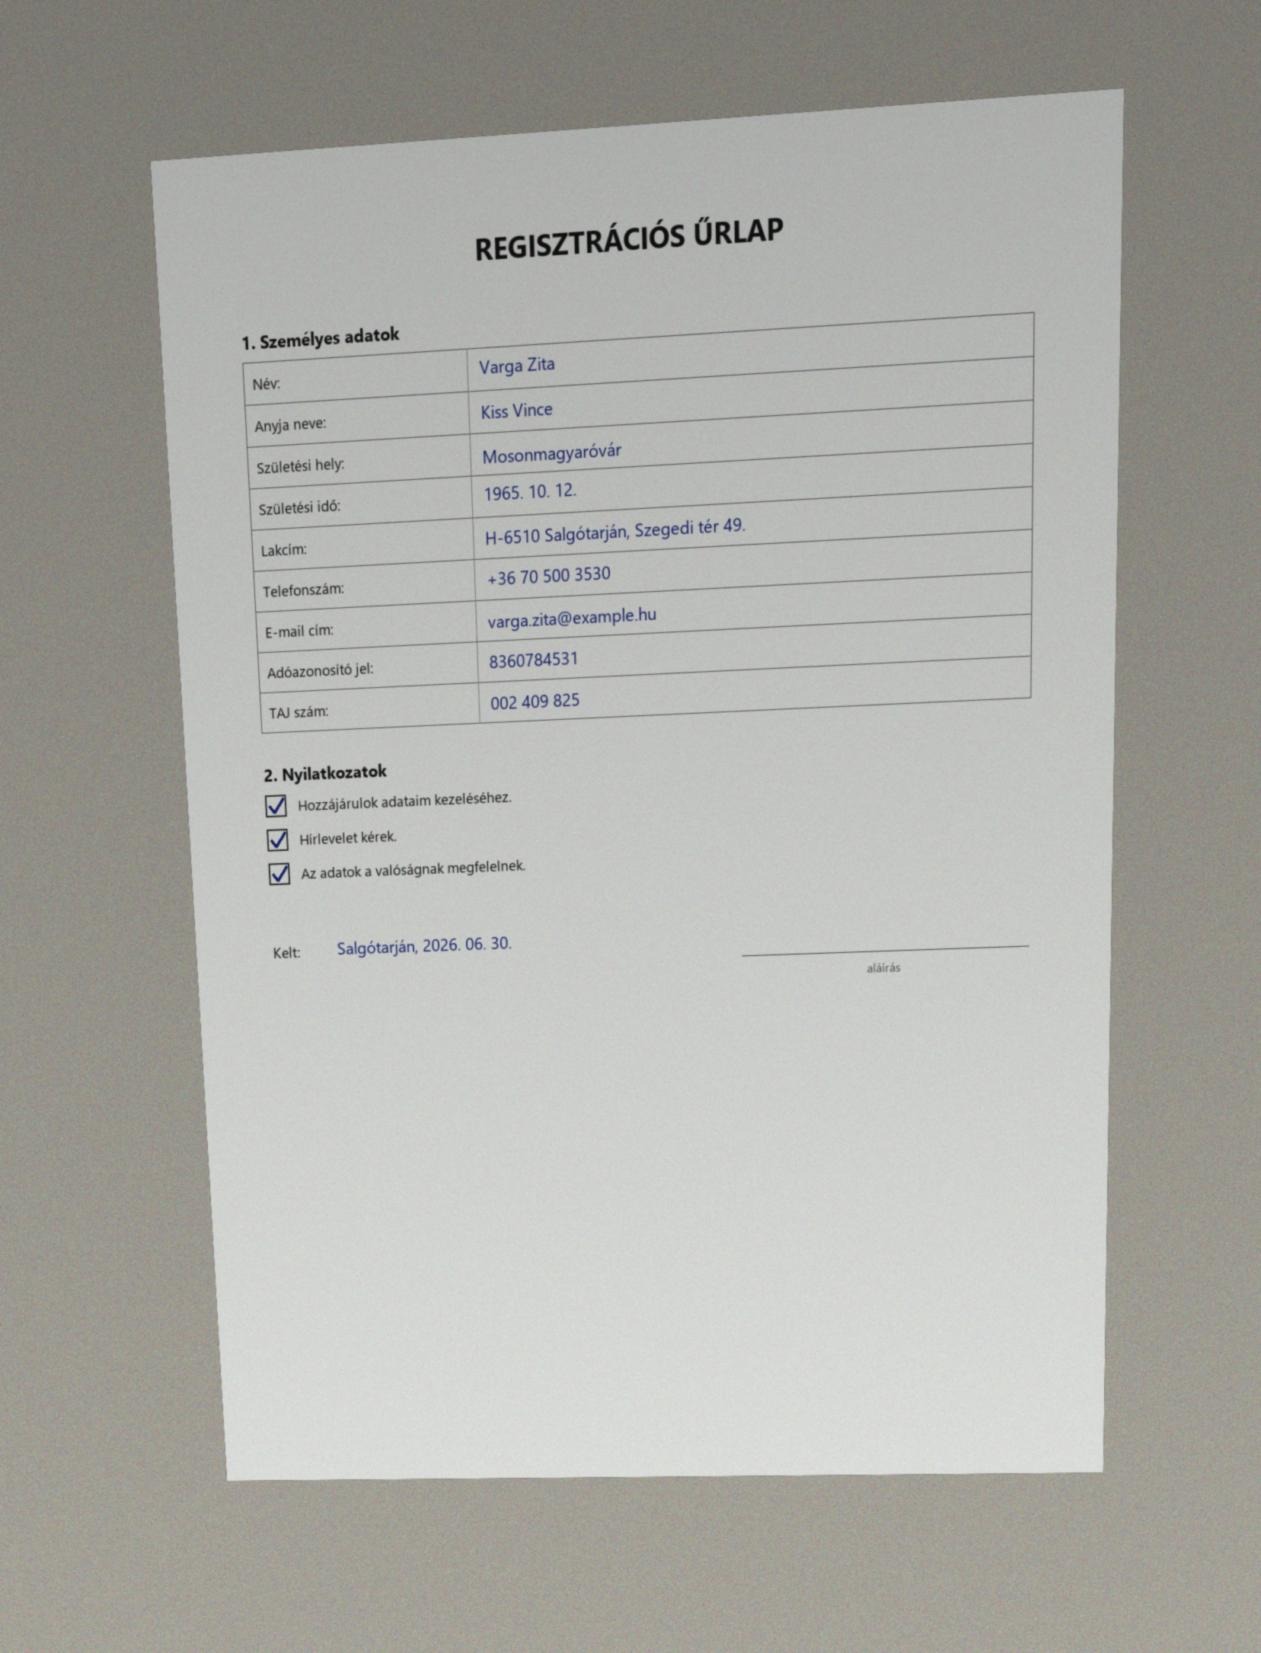 REGISZTRÁCIÓS ŰRLAP
1. Személyes adatok
Név: Varga Zita
Anyja neve: Kiss Vince
Születési hely: Mosonmagyaróvár
Születési idő: 1965. 10. 12.
Lakcím: H-6510 Salgótarján, Szegedi tér 49.
Telefonszám: +36 70 500 3530
E-mail cím: varga.zita@example.hu
Adóazonosító jel: 8360784531
TAJ szám: 002 409 825
2. Nyilatkozatok
Hozzájárulok adataim kezeléséhez.
Hírlevelet kérek.
Az adatok a valóságnak megfelelnek.
Kelt: Salgótarján, 2026. 06. 30.
aláírás